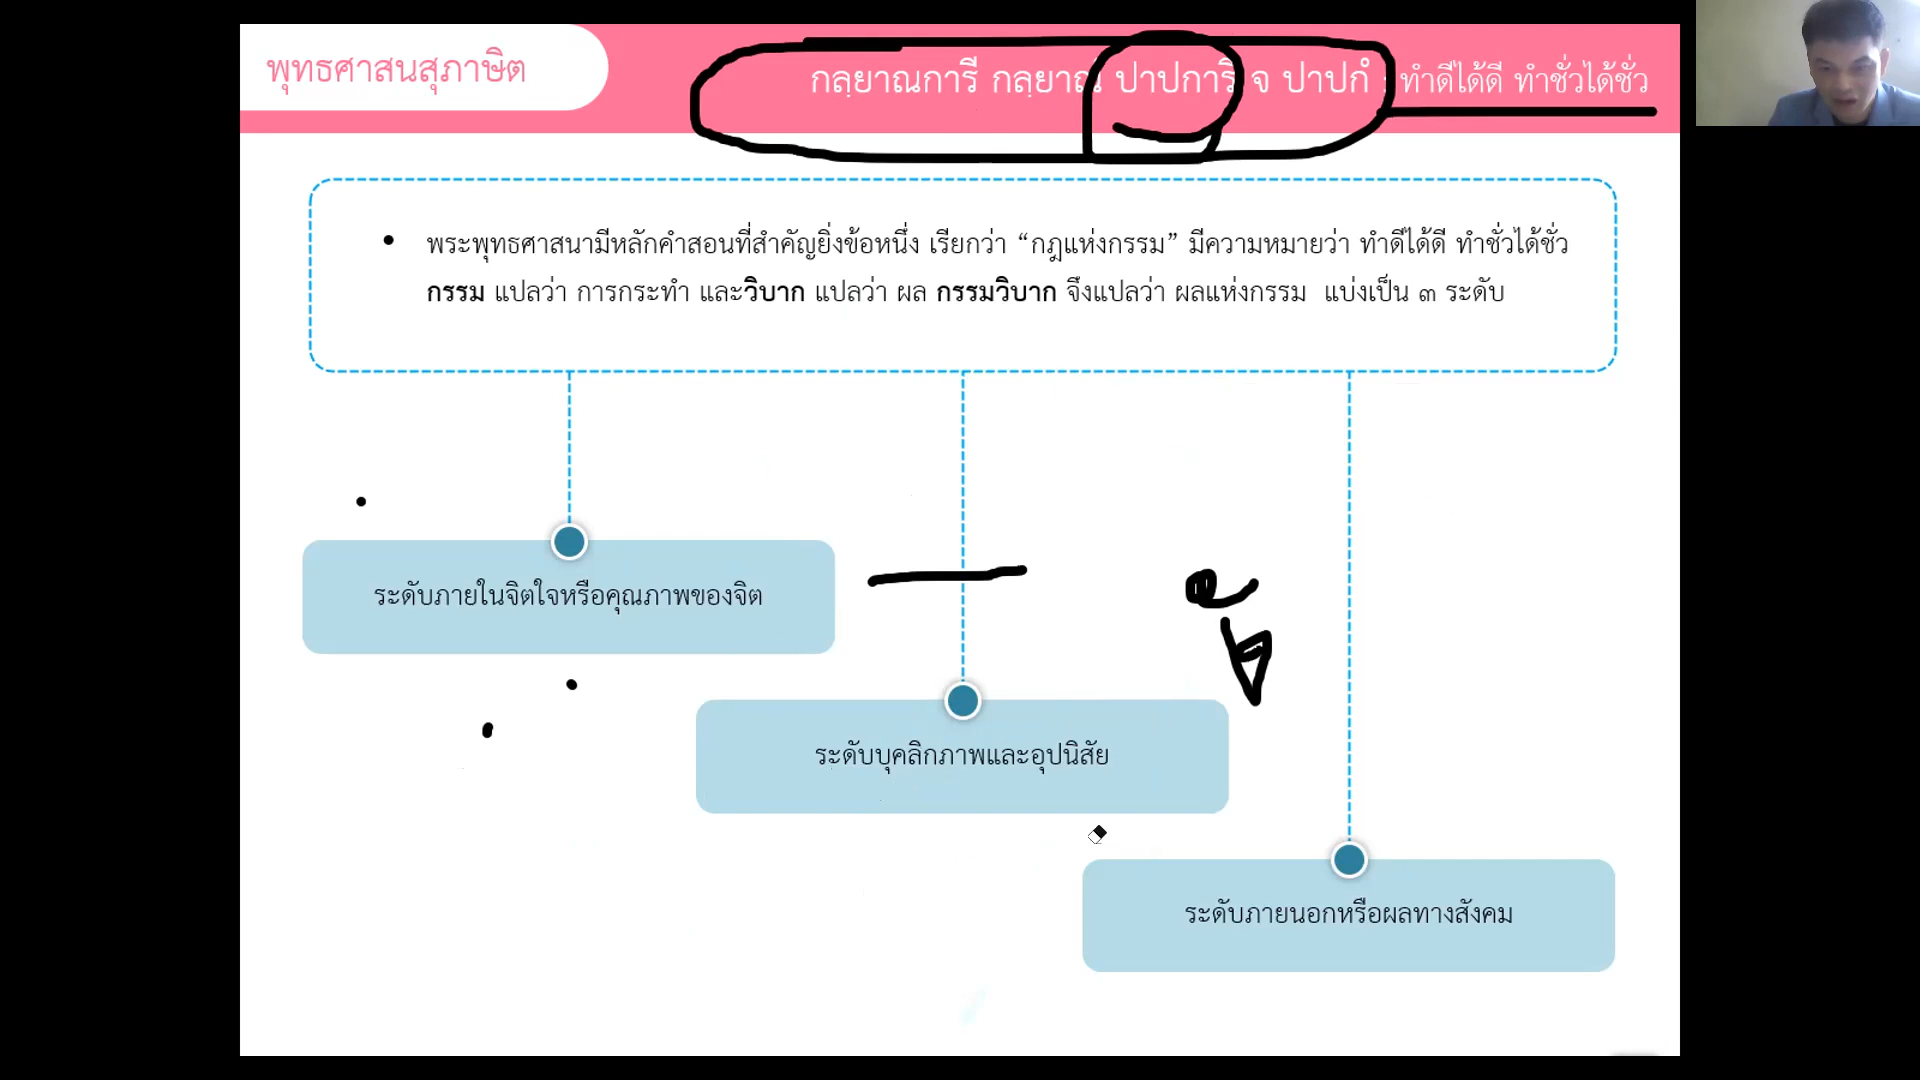 พุทธศาสนสุภาษิต
กลฺยาณการี กลฺยาณํ ปาปการี จ ปาปกํ : ทำดีได้ดี ทำชั่วได้ชั่ว
• พระพุทธศาสนามีหลักคำสอนที่สำคัญยิ่งข้อหนึ่ง เรียกว่า “กฎแห่งกรรม” มีความหมายว่า ทำดีได้ดี ทำชั่วได้ชั่ว
กรรม แปลว่า การกระทำ และวิบาก แปลว่า ผล กรรมวิบาก จึงแปลว่า ผลแห่งกรรม แบ่งเป็น ๓ ระดับ
ระดับภายในจิตใจหรือคุณภาพของจิต
ระดับบุคลิกภาพและอุปนิสัย
ระดับภายนอกหรือผลทางสังคม